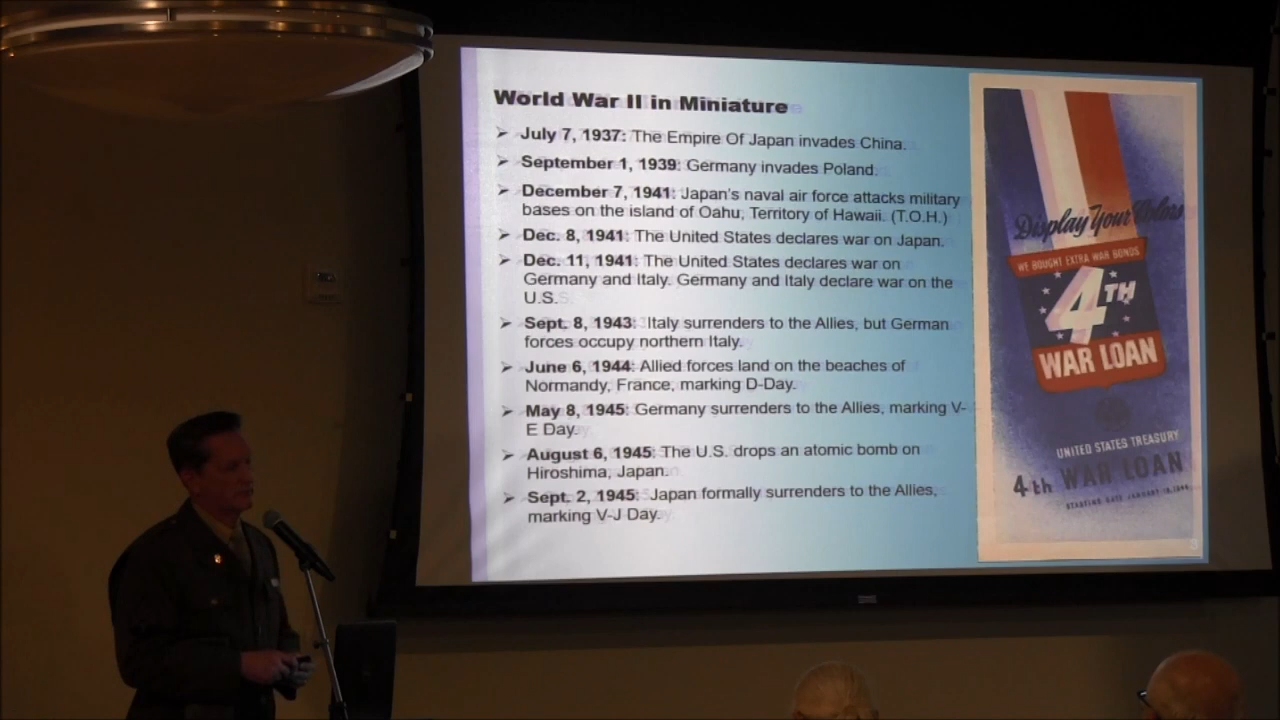 World War II in Miniature
➢ July 7, 1937: The Empire Of Japan invades China.
➢ September 1, 1939: Germany invades Poland.
➢ December 7, 1941: Japan's naval air force attacks military
bases on the island of Oahu, Territory of Hawaii. (T.O.H.)
➢ Dec. 8, 1941: The United States declares war on Japan.
➢ Dec. 11, 1941: The United States declares war on
Germany and Italy. Germany and Italy declare war on the
U.S.
➢ Sept. 8, 1943: Italy surrenders to the Allies, but German
forces occupy northern Italy.
➢ June 6, 1944: Allied forces land on the beaches of
Normandy, France, marking D-Day.
➢ May 8, 1945: Germany surrenders to the Allies, marking V-
E Day.
➢ August 6, 1945: The U.S. drops an atomic bomb on
Hiroshima, Japan.
➢ Sept. 2, 1945: Japan formally surrenders to the Allies,
marking V-J Day.
Display Your Colors
WE BOUGHT EXTRA WAR BONDS
4TH
WAR LOAN
UNITED STATES TREASURY
4th WAR LOAN
STARTING DATE JANUARY 18, 1944
3